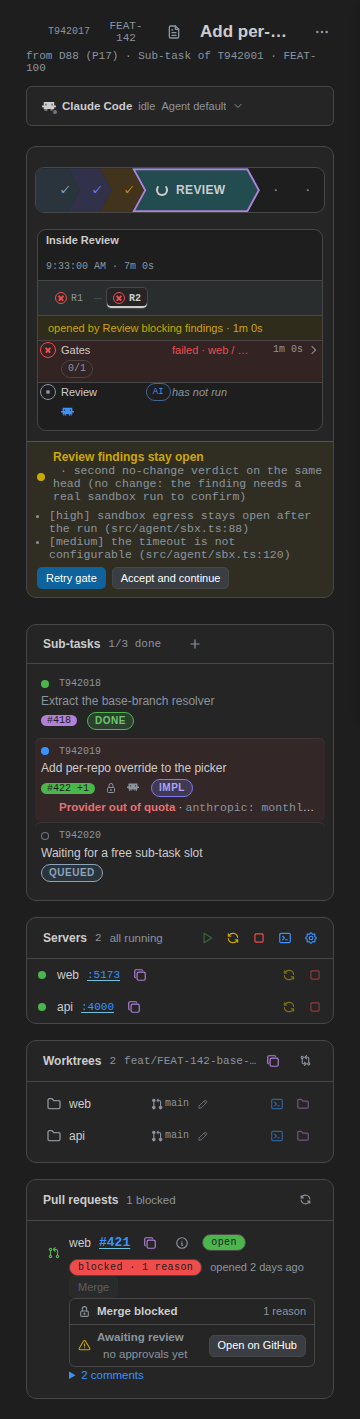 T942017 FEAT-142 Add per-…
from D88 (P17) · Sub-task of T942001 · FEAT-100
Claude Code idle Agent default
REVIEW
Inside Review
9:33:00 AM · 7m 0s
R1 R2
opened by Review blocking findings · 1m 0s
Gates failed · web / … 1m 0s
0/1
Review AI has not run
Review findings stay open
· second no-change verdict on the same
head (no change: the finding needs a
real sandbox run to confirm)
• [high] sandbox egress stays open after
the run (src/agent/sbx.ts:88)
• [medium] the timeout is not
configurable (src/agent/sbx.ts:120)
Retry gate Accept and continue
Sub-tasks 1/3 done
T942018
Extract the base-branch resolver
#418 DONE
T942019
Add per-repo override to the picker
#422 +1 IMPL
Provider out of quota · anthropic: monthl…
T942020
Waiting for a free sub-task slot
QUEUED
Servers 2 all running
web :5173
api :4000
Worktrees 2 feat/FEAT-142-base-…
web main
api main
Pull requests 1 blocked
web #421 open
blocked · 1 reason opened 2 days ago
Merge
Merge blocked 1 reason
Awaiting review
no approvals yet
Open on GitHub
2 comments